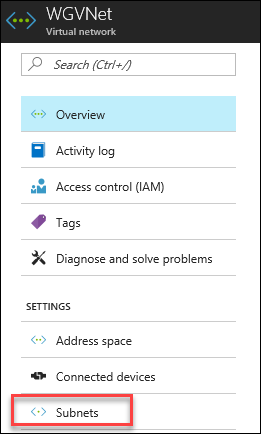 WGVNet
Virtual network
Search (Ctrl+/)
Overview
Activity log
Access control (IAM)
Tags
Diagnose and solve problems
SETTINGS
Address space
Connected devices
Subnets